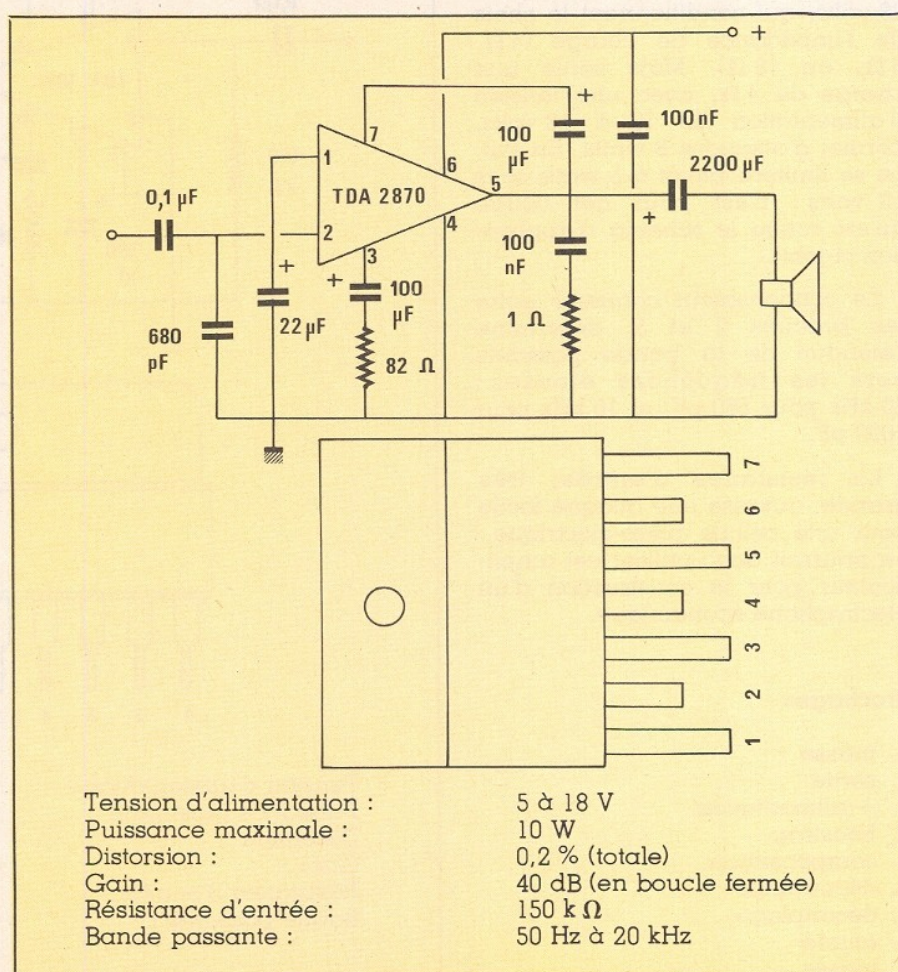 +
7
+
100 µF
100 nF
1
6
2200 µF
0,1 µF
TDA 2870
5
2
4
+
3
+
+
100 nF
680 pF
22 µF
100 µF
1 Ω
82 Ω
7
6
5
4
3
2
1
Tension d'alimentation : 5 à 18 V
Puissance maximale : 10 W
Distorsion : 0,2 % (totale)
Gain : 40 dB (en boucle fermée)
Résistance d'entrée : 150 k Ω
Bande passante : 50 Hz à 20 kHz